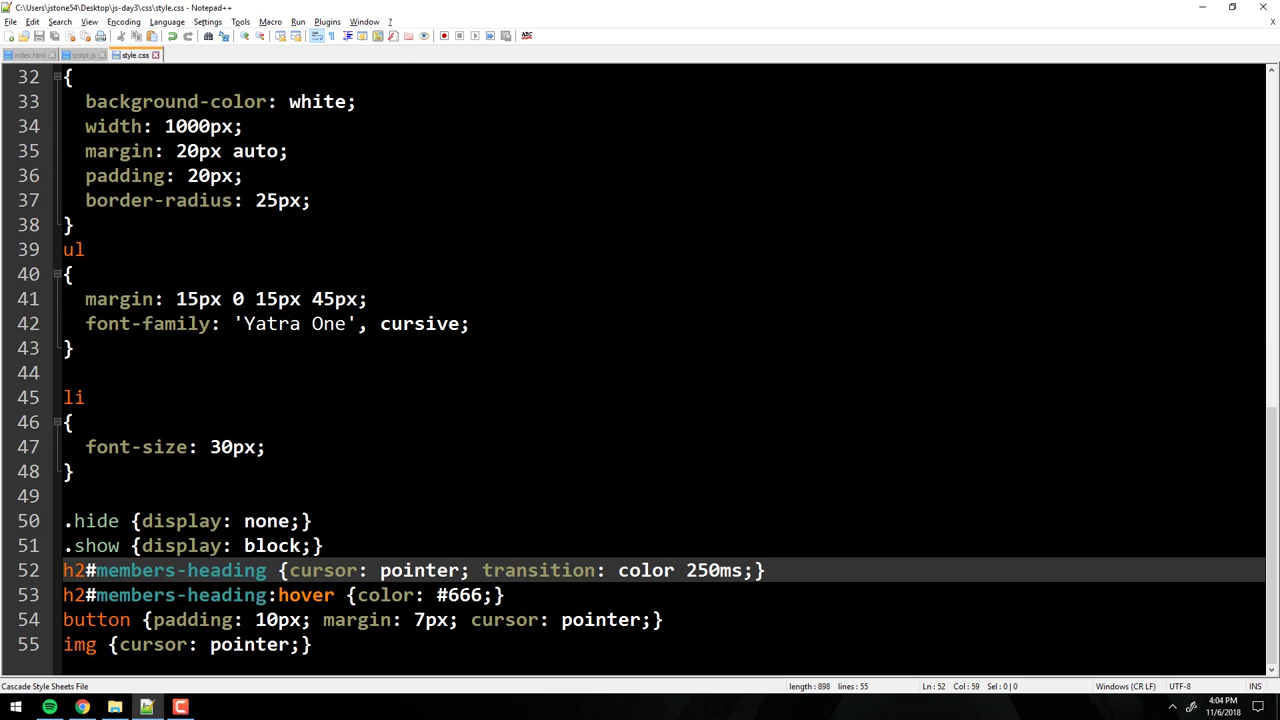 C:\Users\jstone54\Desktop\js-day3\css\style.css - Notepad++
File Edit Search View Encoding Language Settings Tools Macro Run Plugins Window ?
index.html script.js style.css
32 {
33 background-color: white;
34 width: 1000px;
35 margin: 20px auto;
36 padding: 20px;
37 border-radius: 25px;
38 }
39 ul
40 {
41 margin: 15px 0 15px 45px;
42 font-family: 'Yatra One', cursive;
43 }
44
45 li
46 {
47 font-size: 30px;
48 }
49
50 .hide {display: none;}
51 .show {display: block;}
52 h2#members-heading {cursor: pointer; transition: color 250ms;}
53 h2#members-heading:hover {color: #666;}
54 button {padding: 10px; margin: 7px; cursor: pointer;}
55 img {cursor: pointer;}
Cascade Style Sheets File length : 898 lines : 55 Ln : 52 Col : 59 Sel : 0 | 0 Windows (CR LF) UTF-8 INS
4:04 PM
11/6/2018